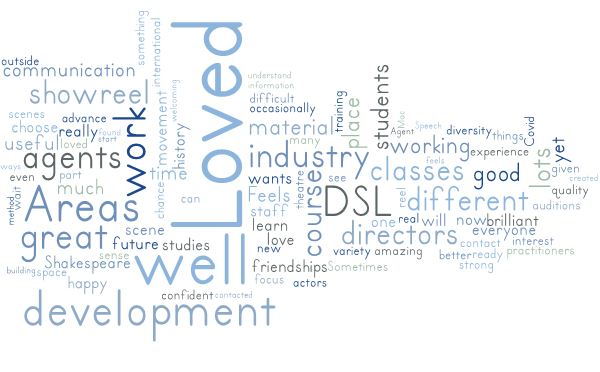 outside
something
international
Loved
communication
understand
information
showreel
welcoming
difficult
occasionally
training
students
scenes
advance
work
movement
history
place
choose
really
found
start
material
Agent
Speech
diversity
things
Covid
yet
useful
loved
many
working
agents
industry
feels
experience
lots
ways
part
time
classes
good
given
created
even
wants
see
much
chance
can
Feels
theatre
course
DSL
reel
different
quality
method
wait
Areas
staff
auditions
learn
one
real
will
now
brilliant
great
scene
love
directors
everyone
future
studies
new
contact
interest
sense
well
variety
amazing
better
ready
practitioners
Shakespeare
friendships
Sometimes
strong
building
space
happy
focus
actors
confident
contacted
development